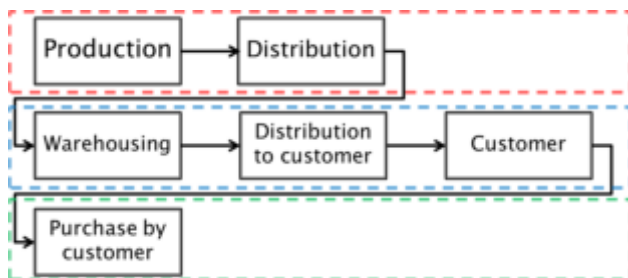 Production
Distribution
Warehousing
Distribution
to customer
Customer
Purchase by
customer